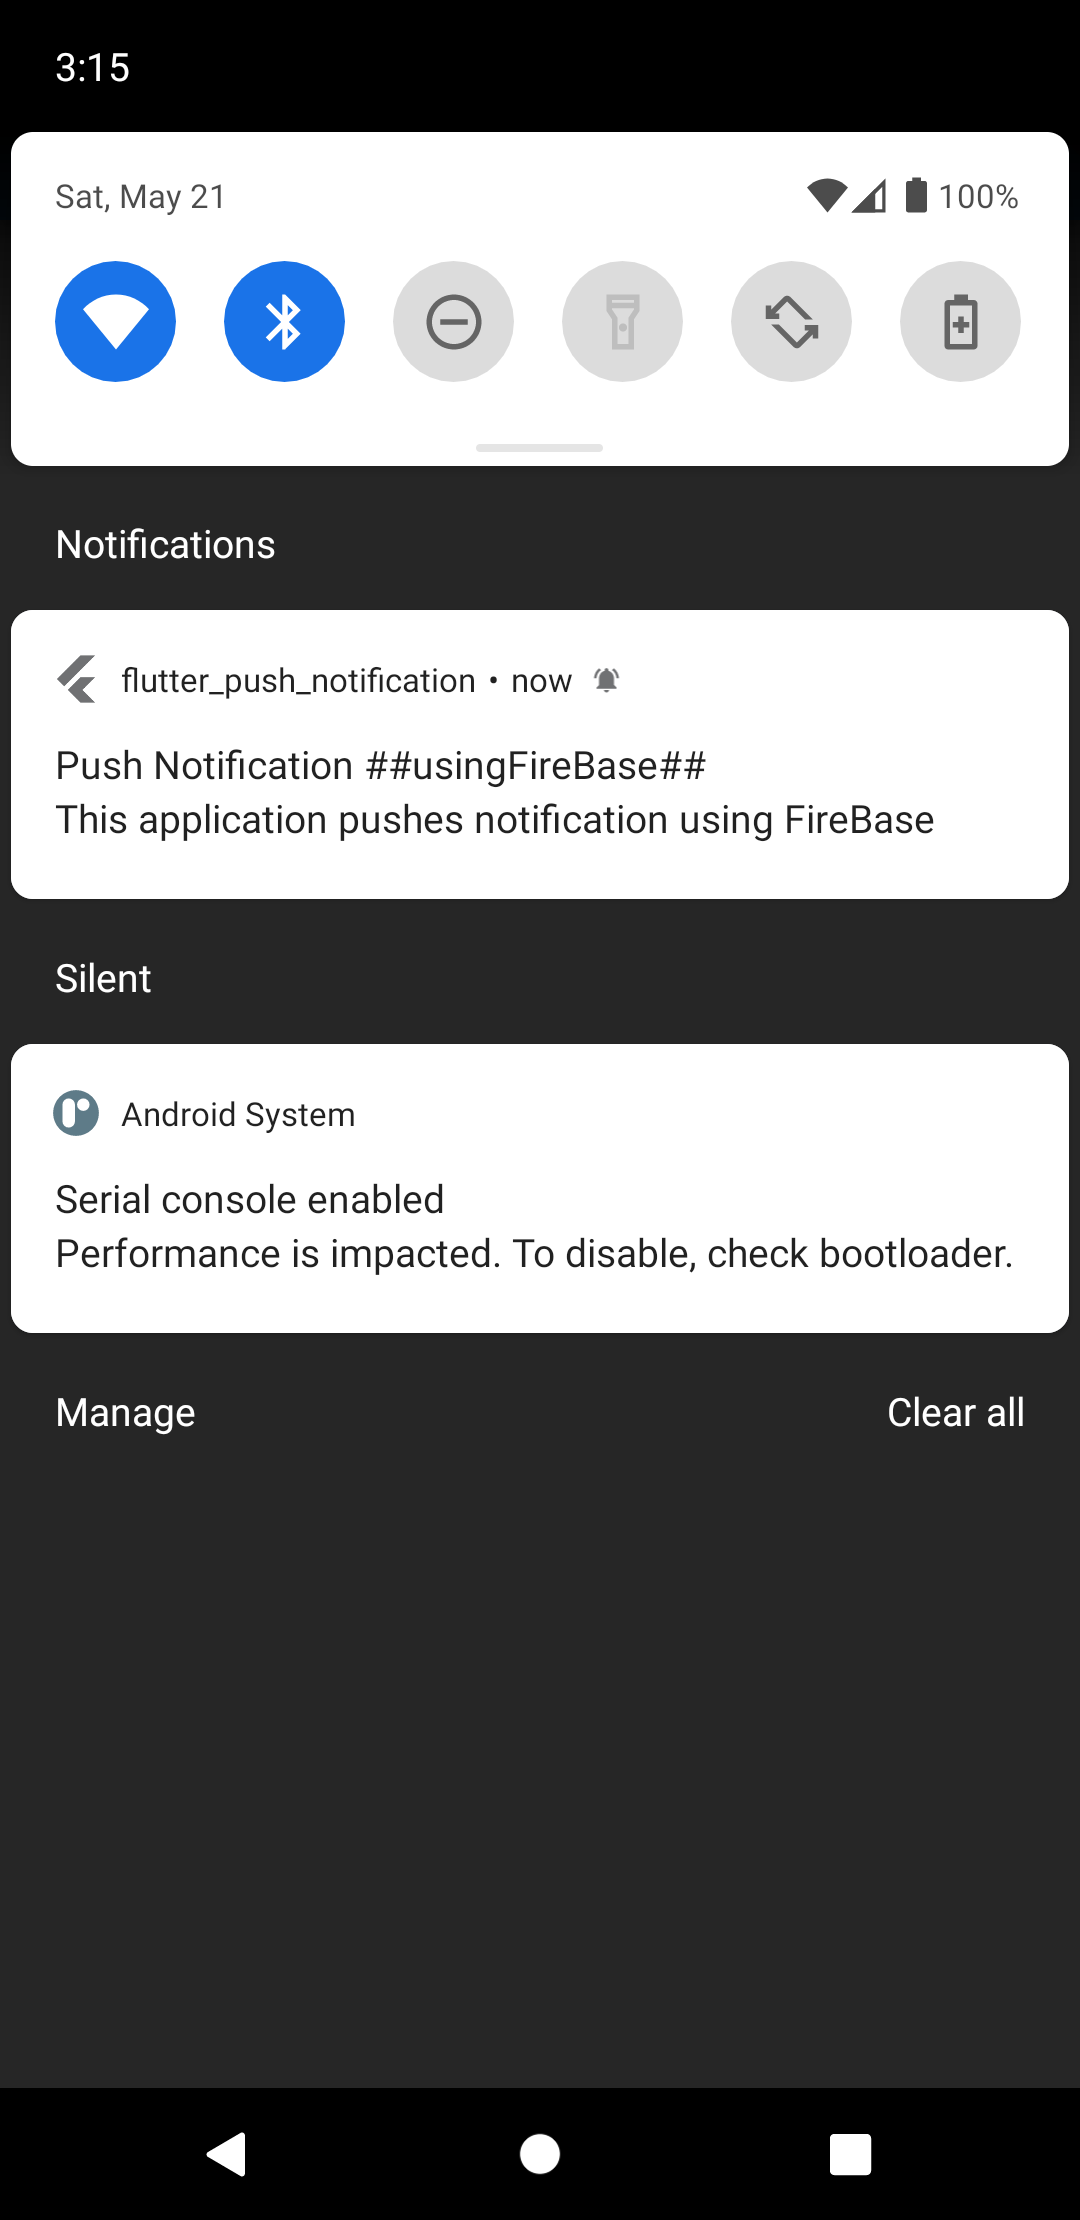 3:15
Sat, May 21
100%
Notifications
flutter_push_notification • now
Push Notification ##usingFireBase##
This application pushes notification using FireBase
Silent
Android System
Serial console enabled
Performance is impacted. To disable, check bootloader.
Manage
Clear all